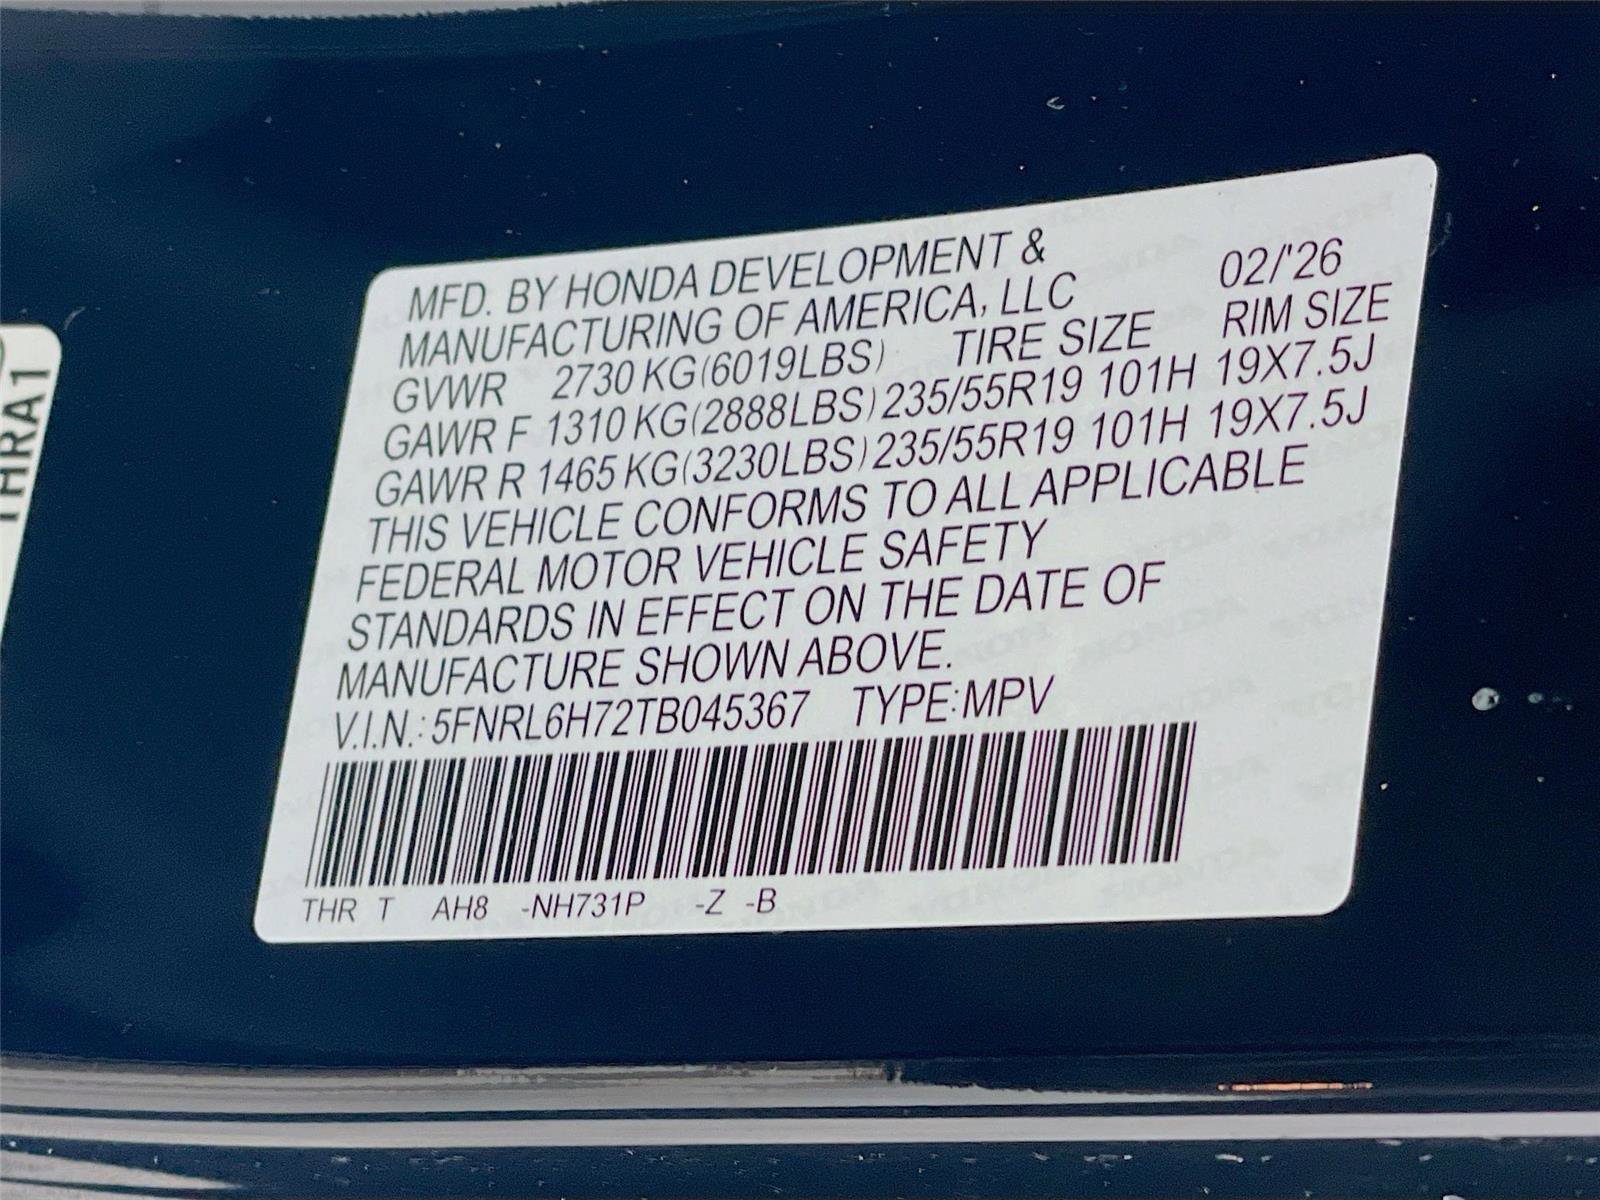 MFD. BY HONDA DEVELOPMENT &
MANUFACTURING OF AMERICA, LLC 02/'26
GVWR 2730 KG(6019LBS) TIRE SIZE RIM SIZE
GAWR F 1310 KG(2888LBS) 235/55R19 101H 19X7.5J
GAWR R 1465 KG(3230LBS) 235/55R19 101H 19X7.5J
THIS VEHICLE CONFORMS TO ALL APPLICABLE
FEDERAL MOTOR VEHICLE SAFETY
STANDARDS IN EFFECT ON THE DATE OF
MANUFACTURE SHOWN ABOVE.
V.I.N.: 5FNRL6H72TB045367 TYPE:MPV
THR T AH8 -NH731P -Z -B
THRA1